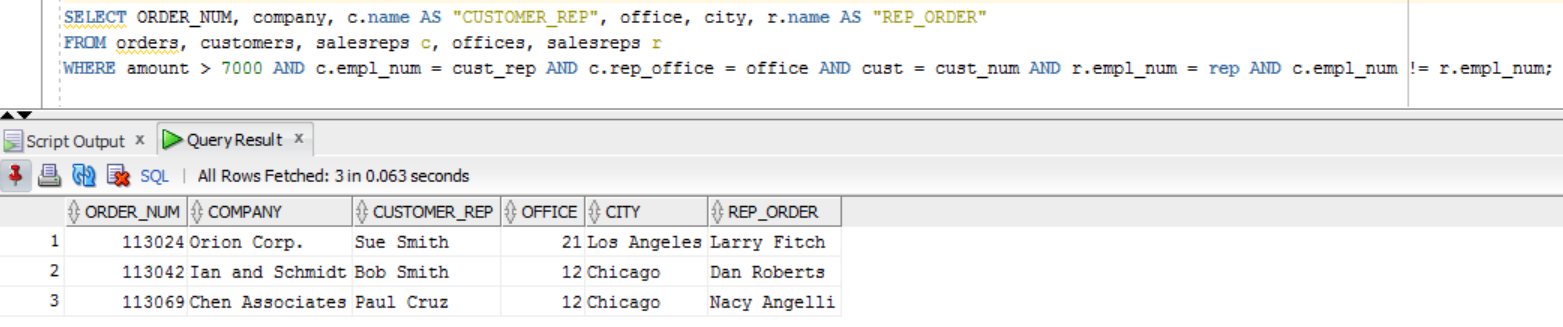 SELECT ORDER_NUM, company, c.name AS "CUSTOMER_REP", office, city, r.name AS "REP_ORDER"
FROM orders, customers, salesreps c, offices, salesreps r
WHERE amount > 7000 AND c.empl_num = cust_rep AND c.rep_office = office AND cust = cust_num AND r.empl_num = rep AND c.empl_num != r.empl_num;
Script Output x Query Result x
SQL | All Rows Fetched: 3 in 0.063 seconds
ORDER_NUM COMPANY CUSTOMER_REP OFFICE CITY REP_ORDER
1 113024 Orion Corp. Sue Smith 21 Los Angeles Larry Fitch
2 113042 Ian and Schmidt Bob Smith 12 Chicago Dan Roberts
3 113069 Chen Associates Paul Cruz 12 Chicago Nacy Angelli